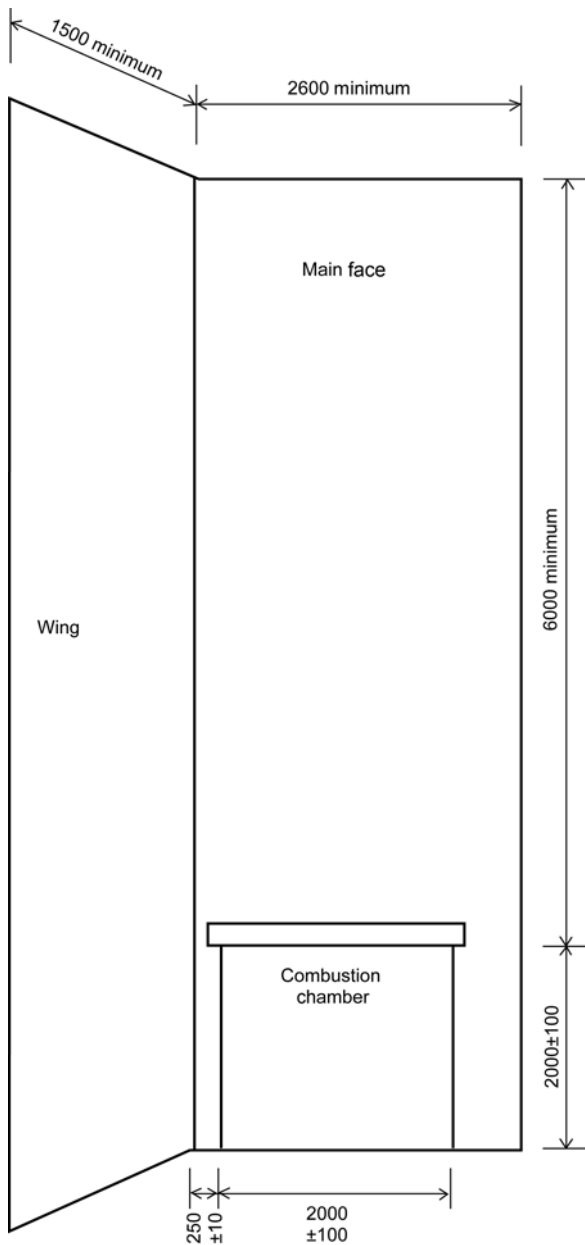 1500 minimum
2600 minimum
Main face
6000 minimum
Wing
Combustion
chamber
2000±100
250
±10
2000
±100